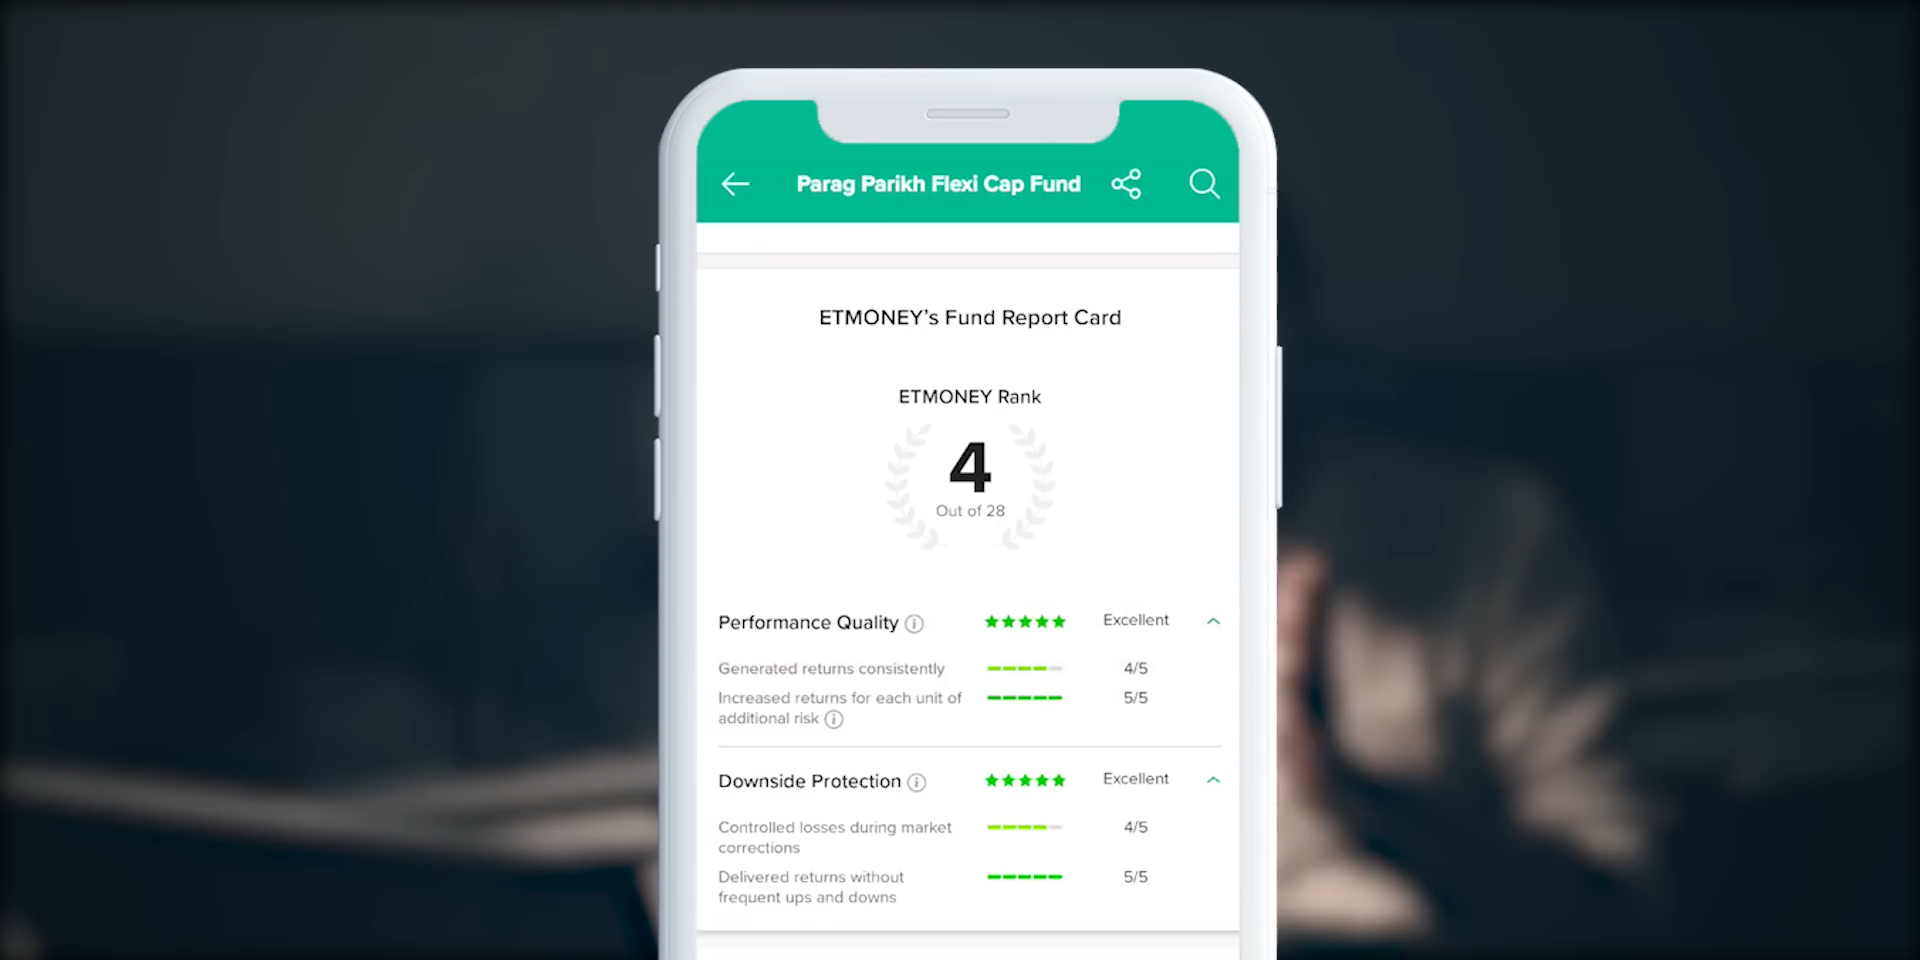 Parag Parikh Flexi Cap Fund
ETMONEY's Fund Report Card
ETMONEY Rank
4
Out of 28
Performance Quality Excellent
Generated returns consistently 4/5
Increased returns for each unit of 5/5
additional risk
Downside Protection Excellent
Controlled losses during market 4/5
corrections
Delivered returns without 5/5
frequent ups and downs